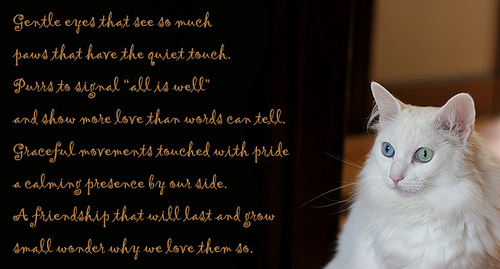 Gentle eyes that see so much
paws that have the quiet touch.
Purrs to signal "all is well"
and show more love than words can tell.
Graceful movements touched with pride
a calming presence by our side.
A friendship that will last and grow
small wonder why we love them so.